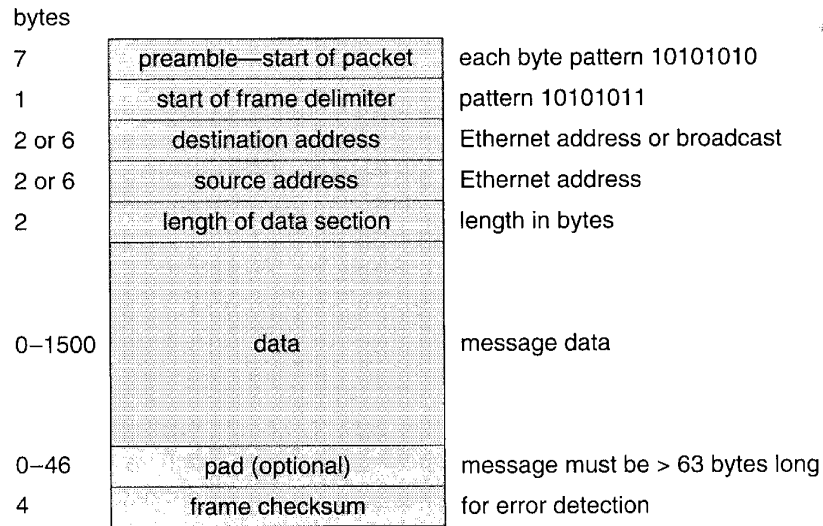 bytes
7 preamble—start of packet each byte pattern 10101010
1 start of frame delimiter pattern 10101011
2 or 6 destination address Ethernet address or broadcast
2 or 6 source address Ethernet address
2 length of data section length in bytes
0–1500 data message data
0–46 pad (optional) message must be > 63 bytes long
4 frame checksum for error detection